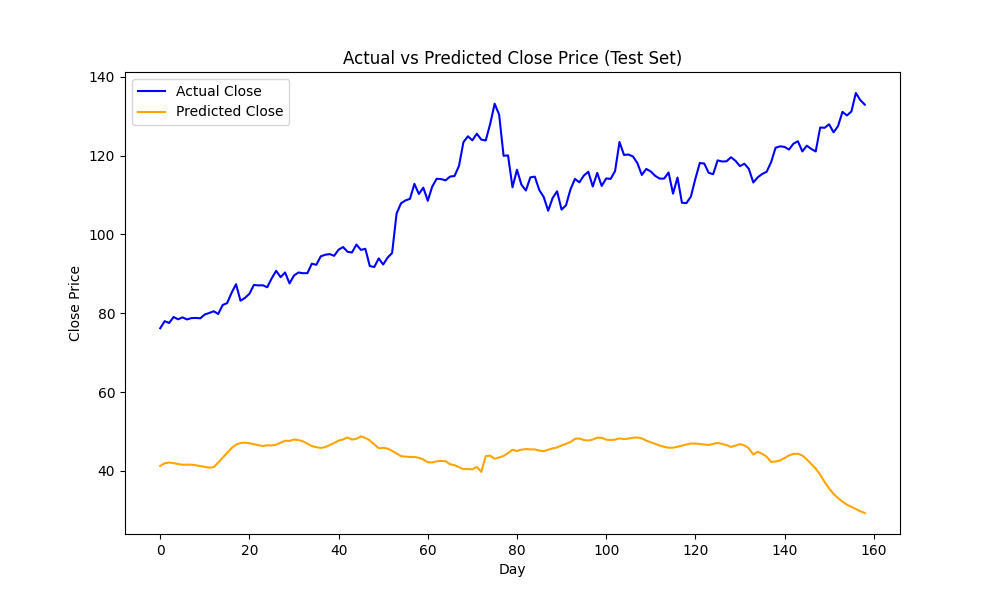 Actual vs Predicted Close Price (Test Set)
Actual Close
Predicted Close
Close Price
140
120
100
80
60
40
0 20 40 60 80 100 120 140 160
Day